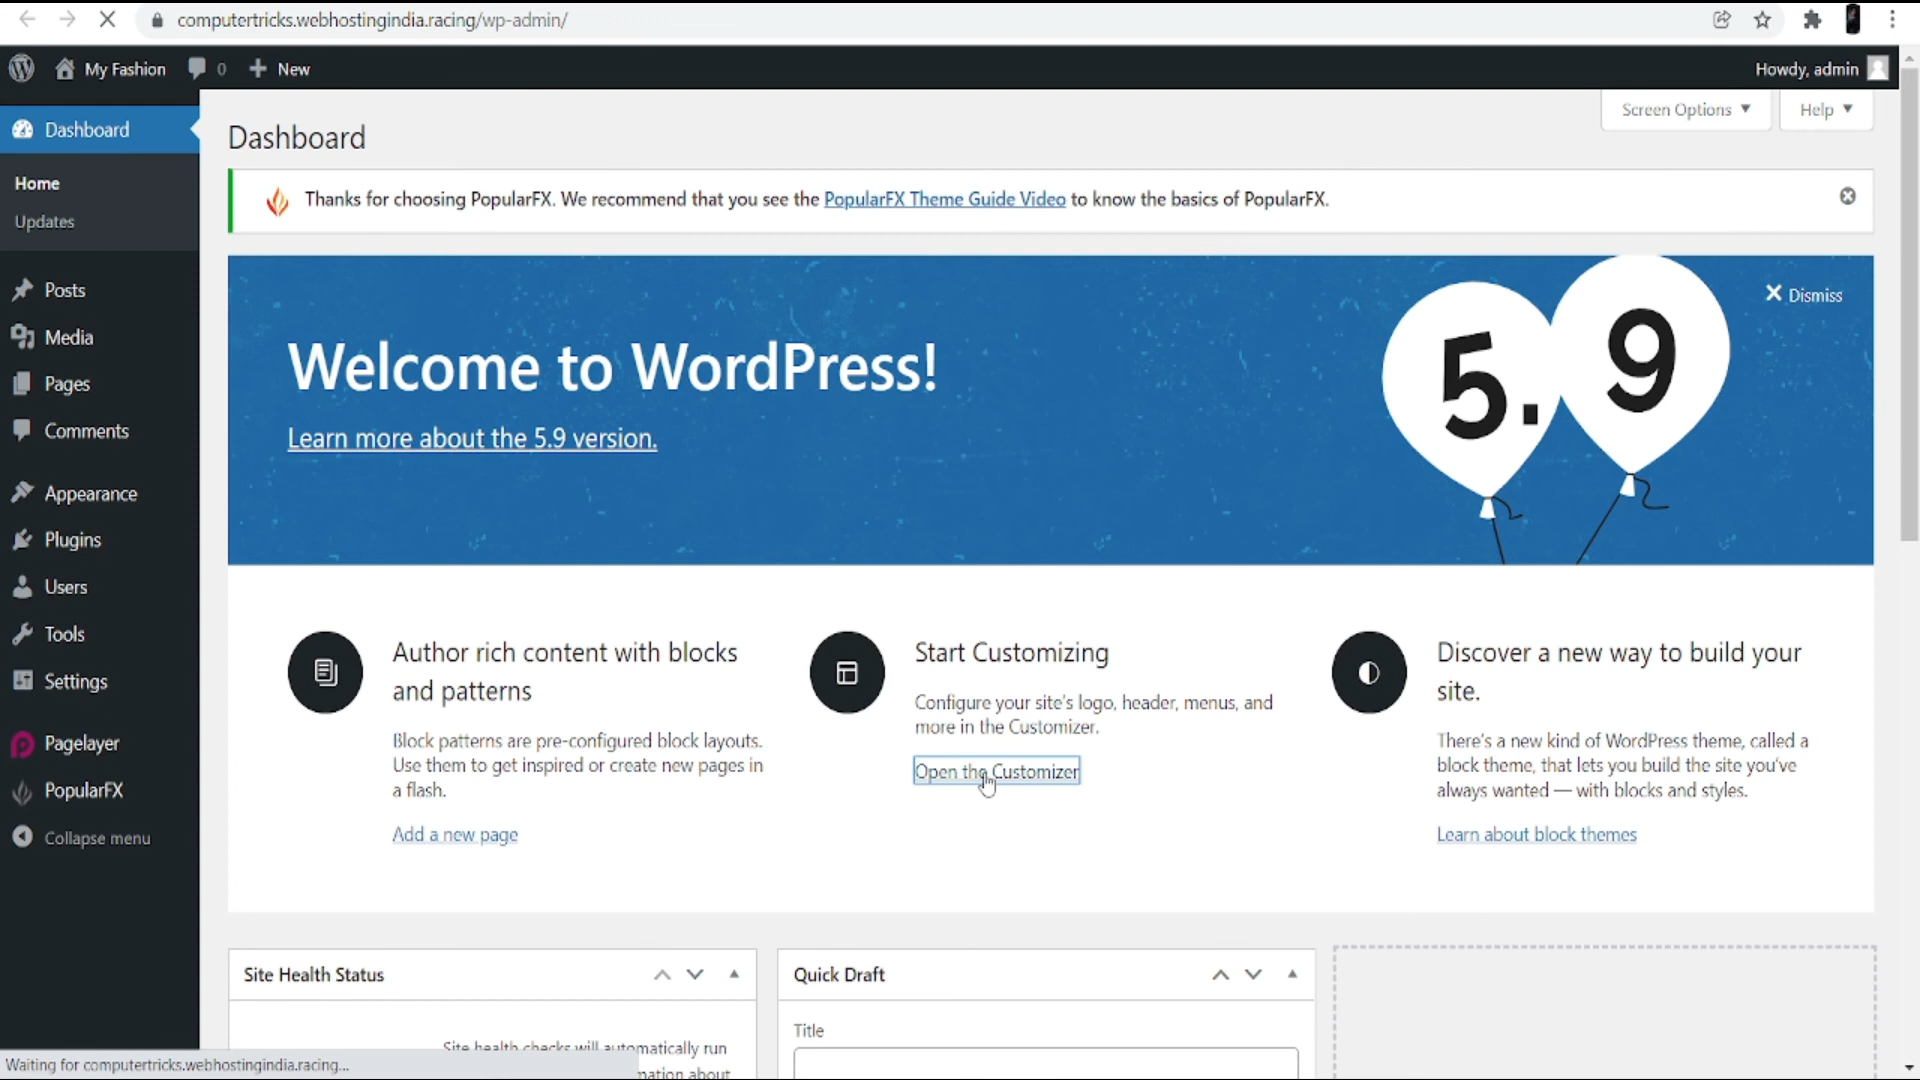 computertricks.webhostingindia.racing/wp-admin/
My Fashion 0 New Howdy, admin
Screen Options Help
Dashboard
Home
Updates
Posts
Media
Pages
Comments
Appearance
Plugins
Users
Tools
Settings
Pagelayer
PopularFX
Collapse menu
Dashboard
Thanks for choosing PopularFX. We recommend that you see the PopularFX Theme Guide Video to know the basics of PopularFX.
Dismiss
Welcome to WordPress!
Learn more about the 5.9 version.
5.9
Author rich content with blocks
and patterns
Block patterns are pre-configured block layouts.
Use them to get inspired or create new pages in
a flash.
Add a new page
Start Customizing
Configure your site's logo, header, menus, and
more in the Customizer.
Open the Customizer
Discover a new way to build your
site.
There's a new kind of WordPress theme, called a
block theme, that lets you build the site you've
always wanted — with blocks and styles.
Learn about block themes
Site Health Status
Site health checks will automatically run
about
Quick Draft
Title
Waiting for computertricks.webhostingindia.racing...